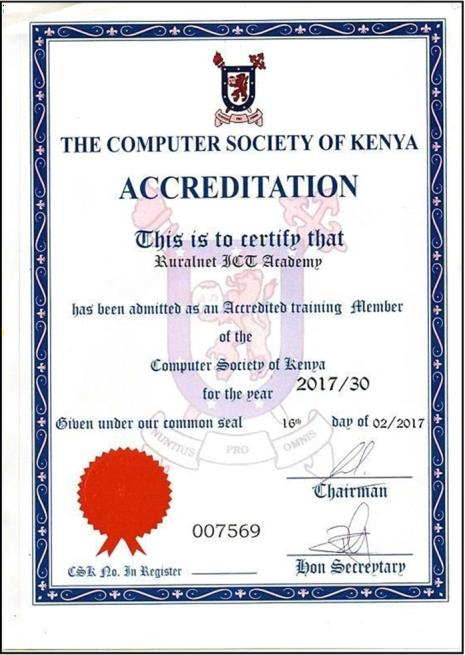 THE COMPUTER SOCIETY OF KENYA
ACCREDITATION
This is to certify that
Ruralnet ICT Academy
has been admitted as an Accredited training Member
of the
Computer Society of Kenya
for the year 2017/30
Given under our common seal 16th day of 02/2017
NUNTIUS PRO OMNIS
Chairman
007569
CSK No. In Register
Hon Secreytary